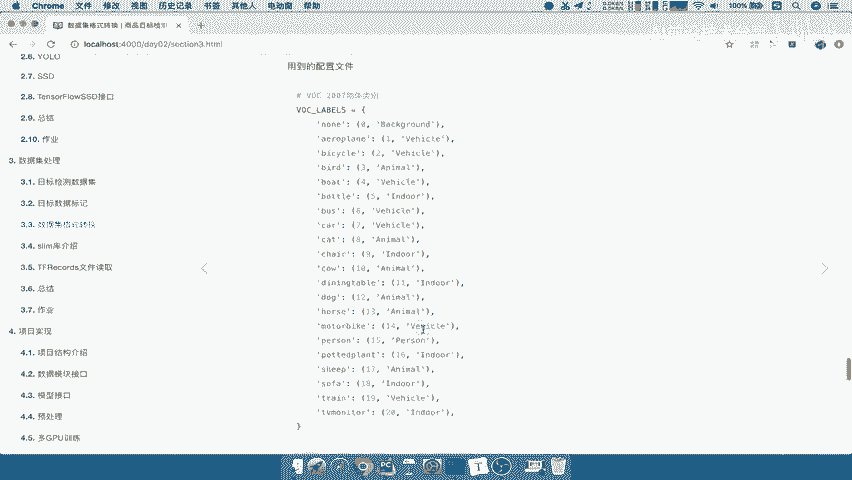 Chrome 文件 修改 视图 历史记录 书签 其他人 电动窗 帮助
100%
数据集格式转换 | 商品目标检测
localhost:4000/day02/section3.html
2.6. YOLO
2.7. SSD
2.8. TensorFlowSSD接口
2.9. 总结
2.10. 作业
3. 数据集处理
3.1. 目标检测数据集
3.2. 目标数据标记
3.3. 数据集格式转换
3.4. slim库介绍
3.5. TFRecords文件读取
3.6. 总结
3.7. 作业
4. 项目实现
4.1. 项目结构介绍
4.2. 数据模块接口
4.3. 模型接口
4.4. 预处理
4.5. 多GPU训练
用到的配置文件
# VOC 2007物体类别
VOC_LABELS = {
'none': (0, 'Background'),
'aeroplane': (1, 'Vehicle'),
'bicycle': (2, 'Vehicle'),
'bird': (3, 'Animal'),
'boat': (4, 'Vehicle'),
'bottle': (5, 'Indoor'),
'bus': (6, 'Vehicle'),
'car': (7, 'Vehicle'),
'cat': (8, 'Animal'),
'chair': (9, 'Indoor'),
'cow': (10, 'Animal'),
'diningtable': (11, 'Indoor'),
'dog': (12, 'Animal'),
'horse': (13, 'Animal'),
'motorbike': (14, 'Vehicle'),
'person': (15, 'Person'),
'pottedplant': (16, 'Indoor'),
'sheep': (17, 'Animal'),
'sofa': (18, 'Indoor'),
'train': (19, 'Vehicle'),
'tvmonitor': (20, 'Indoor'),
}